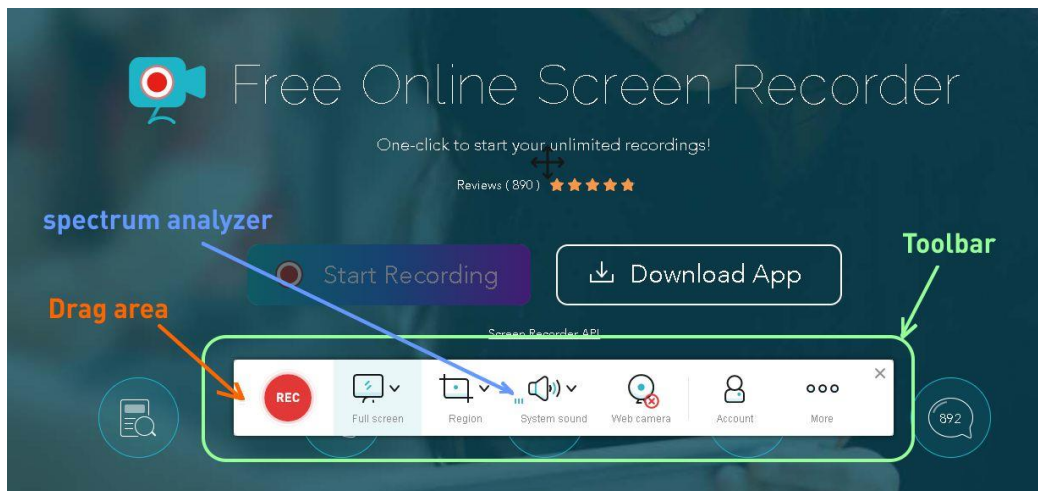 Free Online Screen Recorder
One-click to start your unlimited recordings!
Reviews ( 890 )
spectrum analyzer
Toolbar
Start Recording
Download App
Drag area
Screen Recorder API
REC
Full screen
Region
System sound
Web camera
Account
More
892